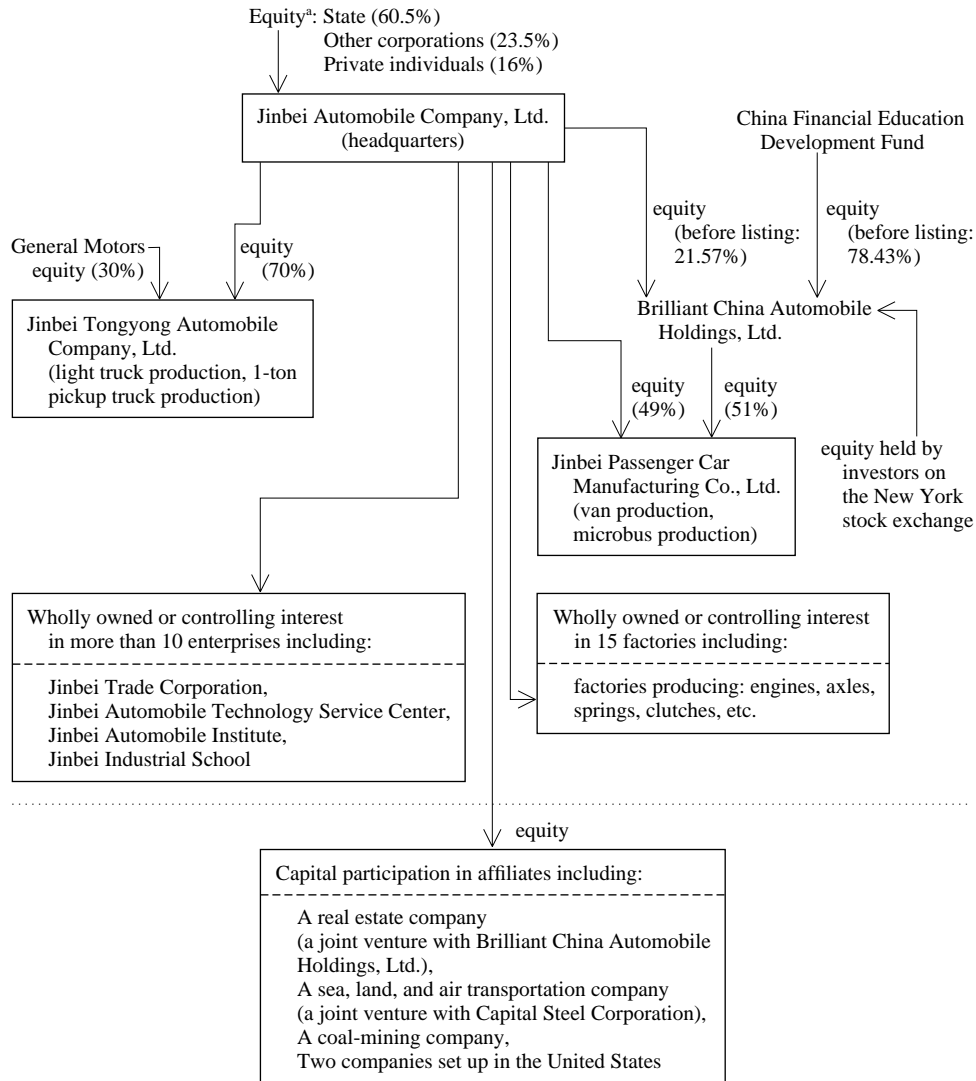 Equityᵃ: State (60.5%)
Other corporations (23.5%)
Private individuals (16%)
Jinbei Automobile Company, Ltd.
(headquarters)
China Financial Education
Development Fund
General Motors
equity (30%)
equity
(70%)
equity
(before listing:
21.57%)
equity
(before listing:
78.43%)
Jinbei Tongyong Automobile
Company, Ltd.
(light truck production, 1-ton
pickup truck production)
Brilliant China Automobile
Holdings, Ltd.
equity
(49%)
equity
(51%)
Jinbei Passenger Car
Manufacturing Co., Ltd.
(van production,
microbus production)
equity held by
investors on
the New York
stock exchange
Wholly owned or controlling interest
in more than 10 enterprises including:
Jinbei Trade Corporation,
Jinbei Automobile Technology Service Center,
Jinbei Automobile Institute,
Jinbei Industrial School
Wholly owned or controlling interest
in 15 factories including:
factories producing: engines, axles,
springs, clutches, etc.
equity
Capital participation in affiliates including:
A real estate company
(a joint venture with Brilliant China Automobile
Holdings, Ltd.),
A sea, land, and air transportation company
(a joint venture with Capital Steel Corporation),
A coal-mining company,
Two companies set up in the United States